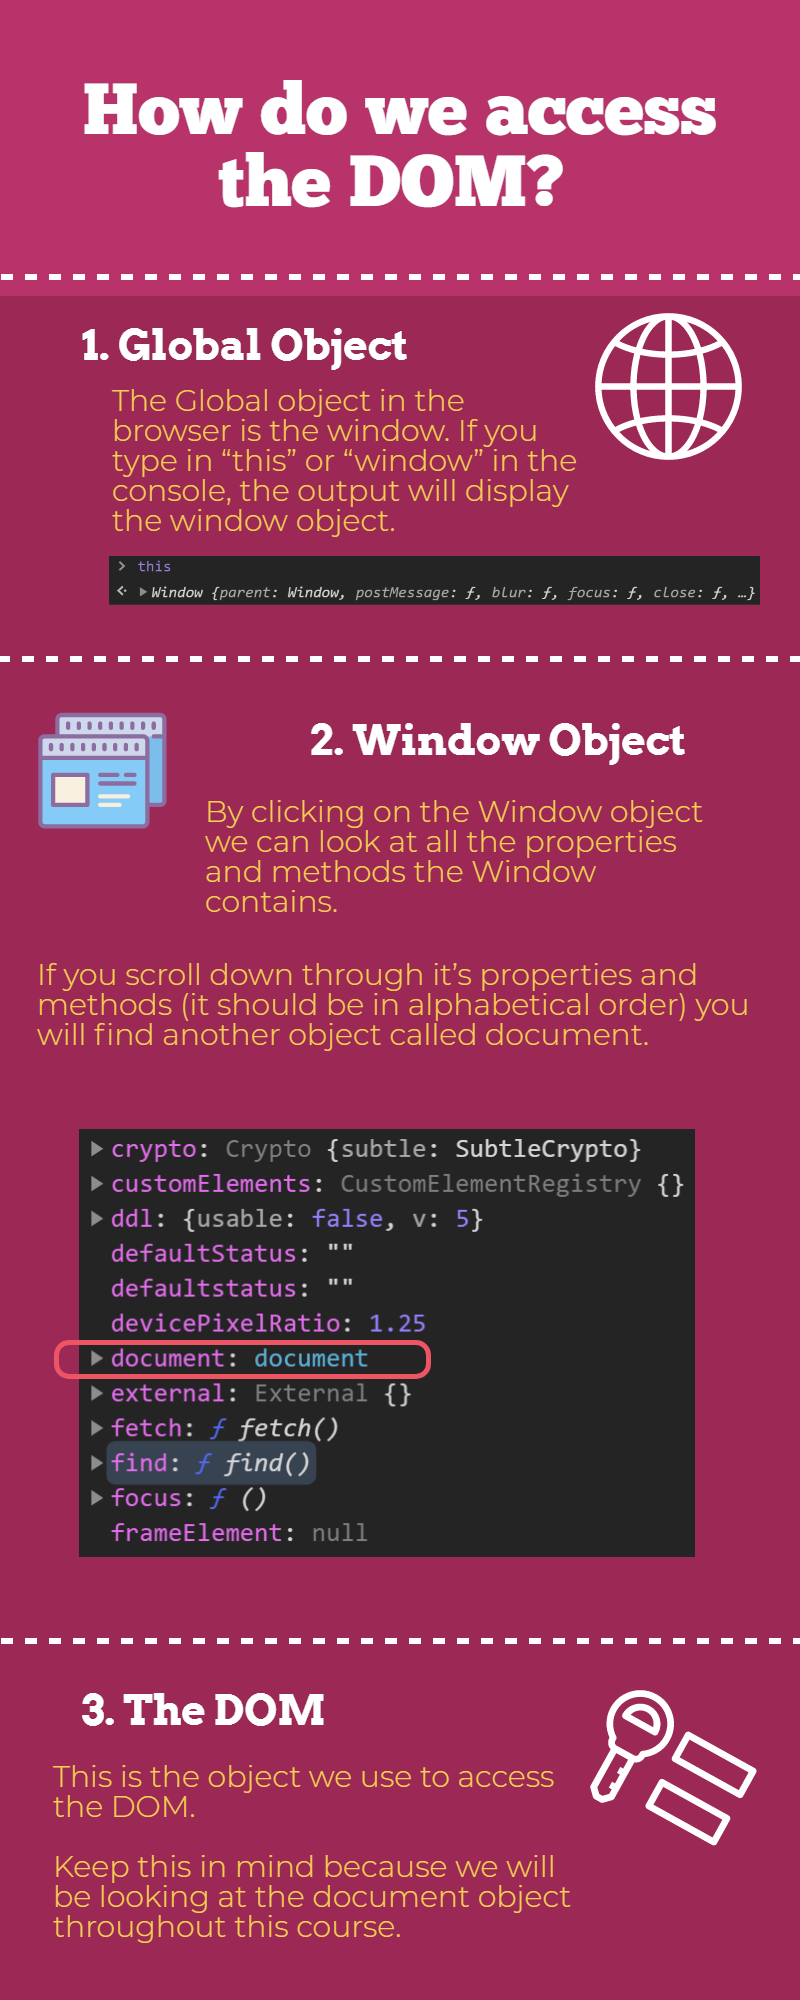 How do we access
the DOM?
1. Global Object
The Global object in the
browser is the window. If you
type in “this” or “window” in the
console, the output will display
the window object.
this
Window {parent: Window, postMessage: ƒ, blur: ƒ, focus: ƒ, close: ƒ, …}
2. Window Object
By clicking on the Window object
we can look at all the properties
and methods the Window
contains.
If you scroll down through it’s properties and
methods (it should be in alphabetical order) you
will find another object called document.
crypto: Crypto {subtle: SubtleCrypto}
customElements: CustomElementRegistry {}
ddl: {usable: false, v: 5}
defaultStatus: ""
defaultstatus: ""
devicePixelRatio: 1.25
document: document
external: External {}
fetch: ƒ fetch()
find: ƒ find()
focus: ƒ ()
frameElement: null
3. The DOM
This is the object we use to access
the DOM.
Keep this in mind because we will
be looking at the document object
throughout this course.